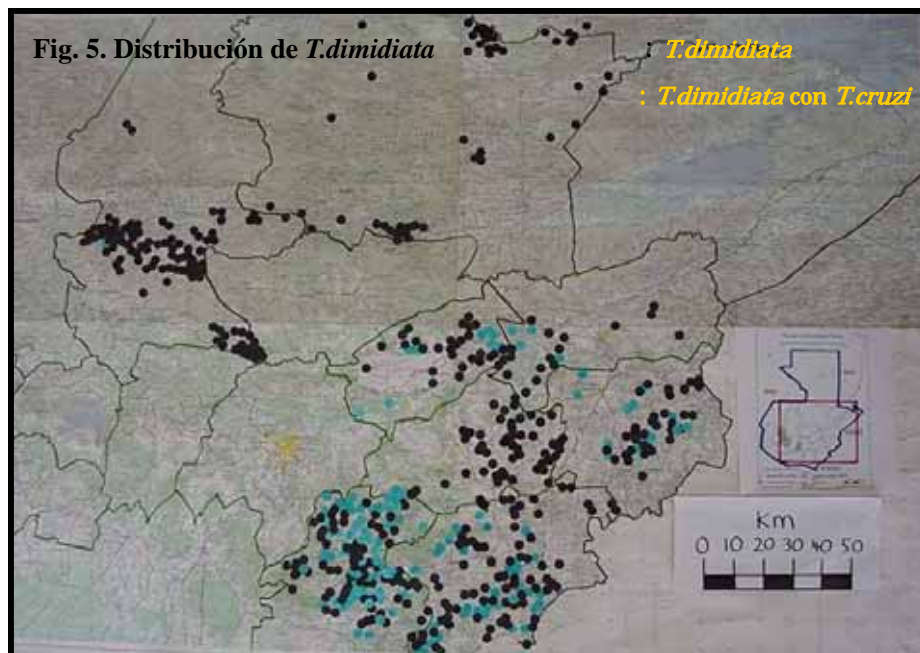 Fig. 5. Distribución de T.dimidiata
: T.dimidiata
: T.dimidiata con T.cruzi
Km
0 10 20 30 40 50